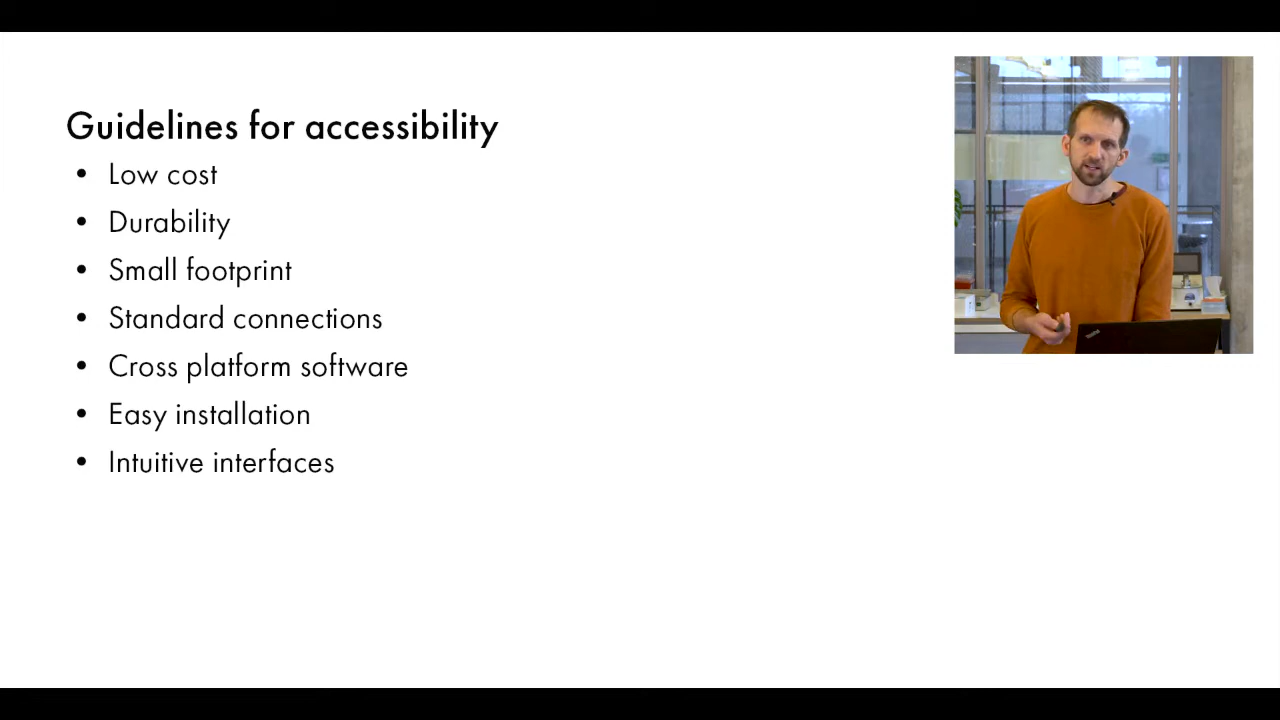 Guidelines for accessibility
• Low cost
• Durability
• Small footprint
• Standard connections
• Cross platform software
• Easy installation
• Intuitive interfaces